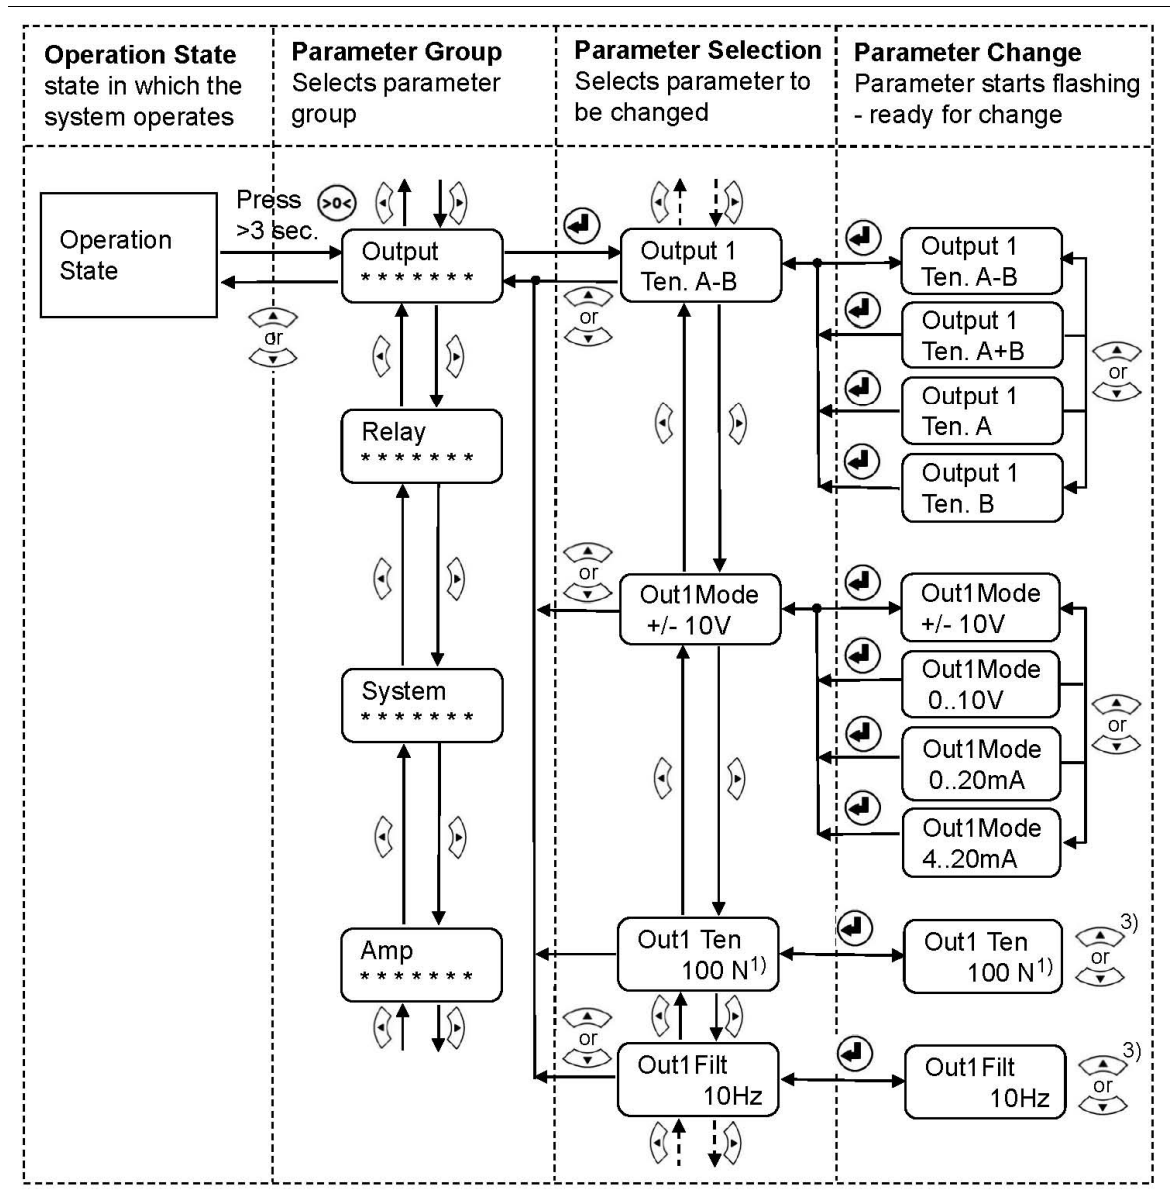 Operation State
state in which the
system operates
Parameter Group
Selects parameter
group
Parameter Selection
Selects parameter to
be changed
Parameter Change
Parameter starts flashing
- ready for change
Operation
State
Press
>3 sec.
>0<
or
Output
* * * * * * *
Relay
* * * * * * *
System
* * * * * * *
Amp
* * * * * * *
Output 1
Ten. A-B
or
Out1Mode
+/- 10V
or
Out1 Ten
100 N1)
or
Out1Filt
10Hz
Output 1
Ten. A-B
Output 1
Ten. A+B
Output 1
Ten. A
Output 1
Ten. B
or
Out1Mode
+/- 10V
Out1Mode
0..10V
Out1Mode
0..20mA
Out1Mode
4..20mA
or
Out1 Ten
100 N1)
3)
or
Out1Filt
10Hz
3)
or